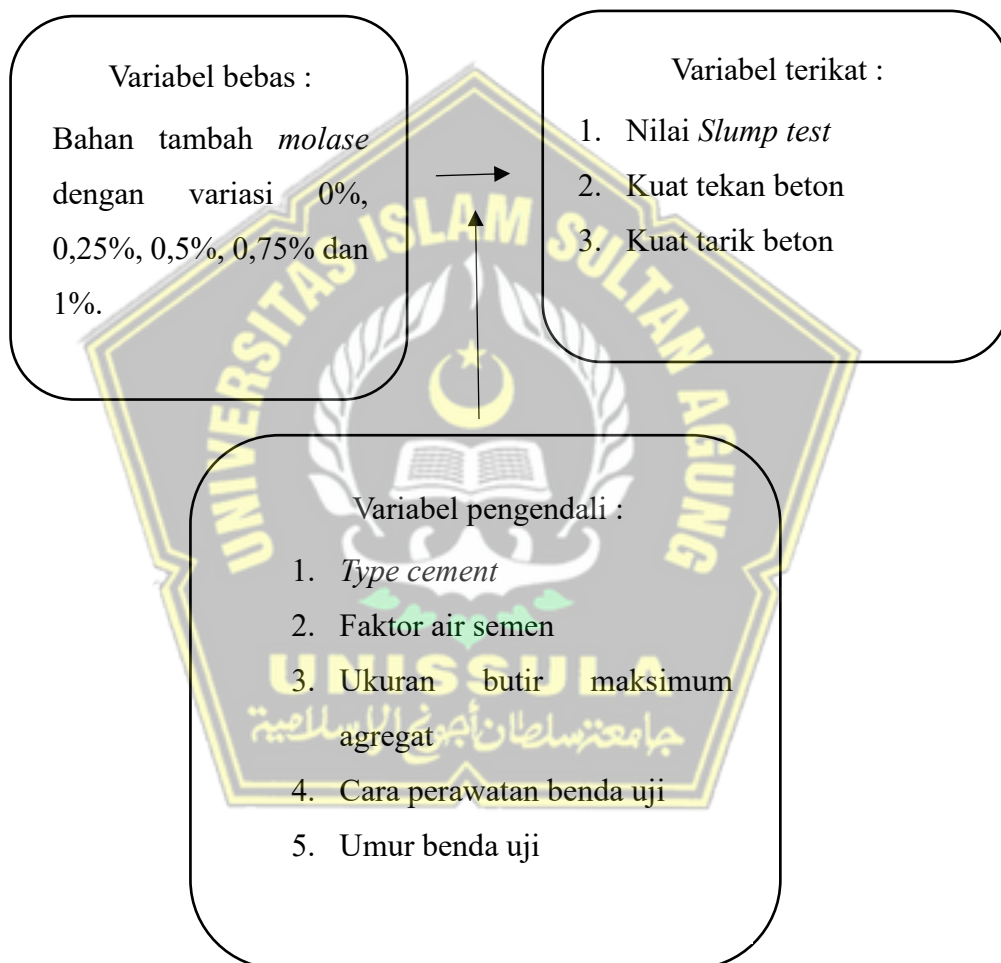 Variabel bebas :
Bahan tambah molase
dengan variasi 0%,
0,25%, 0,5%, 0,75% dan
1%.
Variabel terikat :
1. Nilai Slump test
2. Kuat tekan beton
3. Kuat tarik beton
Variabel pengendali :
1. Type cement
2. Faktor air semen
3. Ukuran butir maksimum
agregat
4. Cara perawatan benda uji
5. Umur benda uji
UNIVERSITAS ISLAM SULTAN AGUNG
UNISSULA
جامعة سلطان أجونج الإسلامية